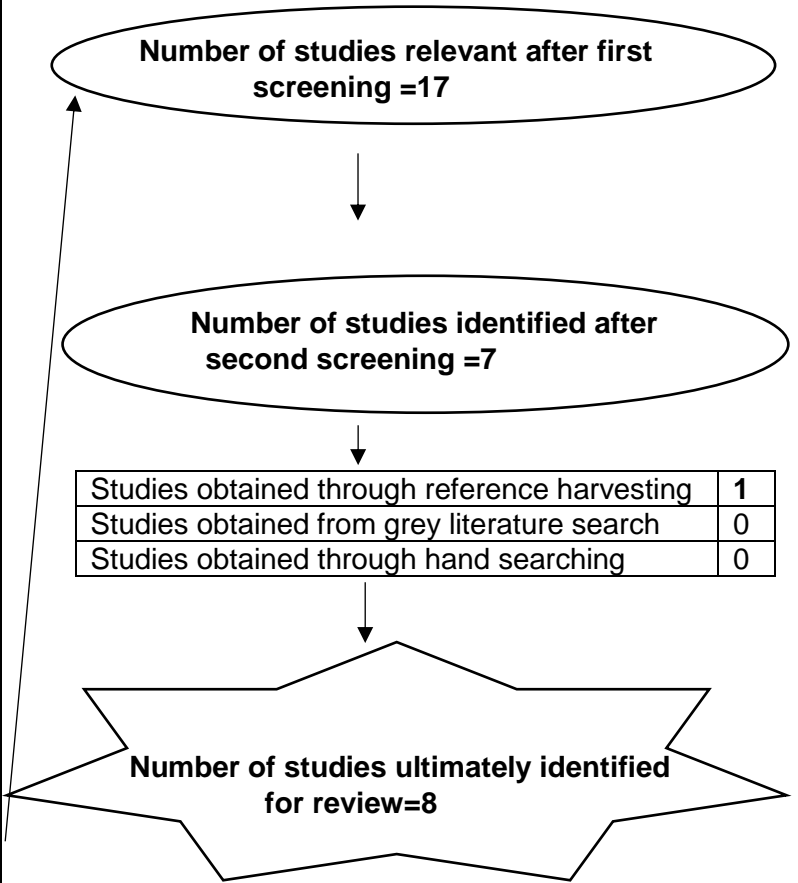 Number of studies relevant after first
screening =17
Number of studies identified after
second screening =7
Studies obtained through reference harvesting 1
Studies obtained from grey literature search 0
Studies obtained through hand searching 0
Number of studies ultimately identified
for review=8